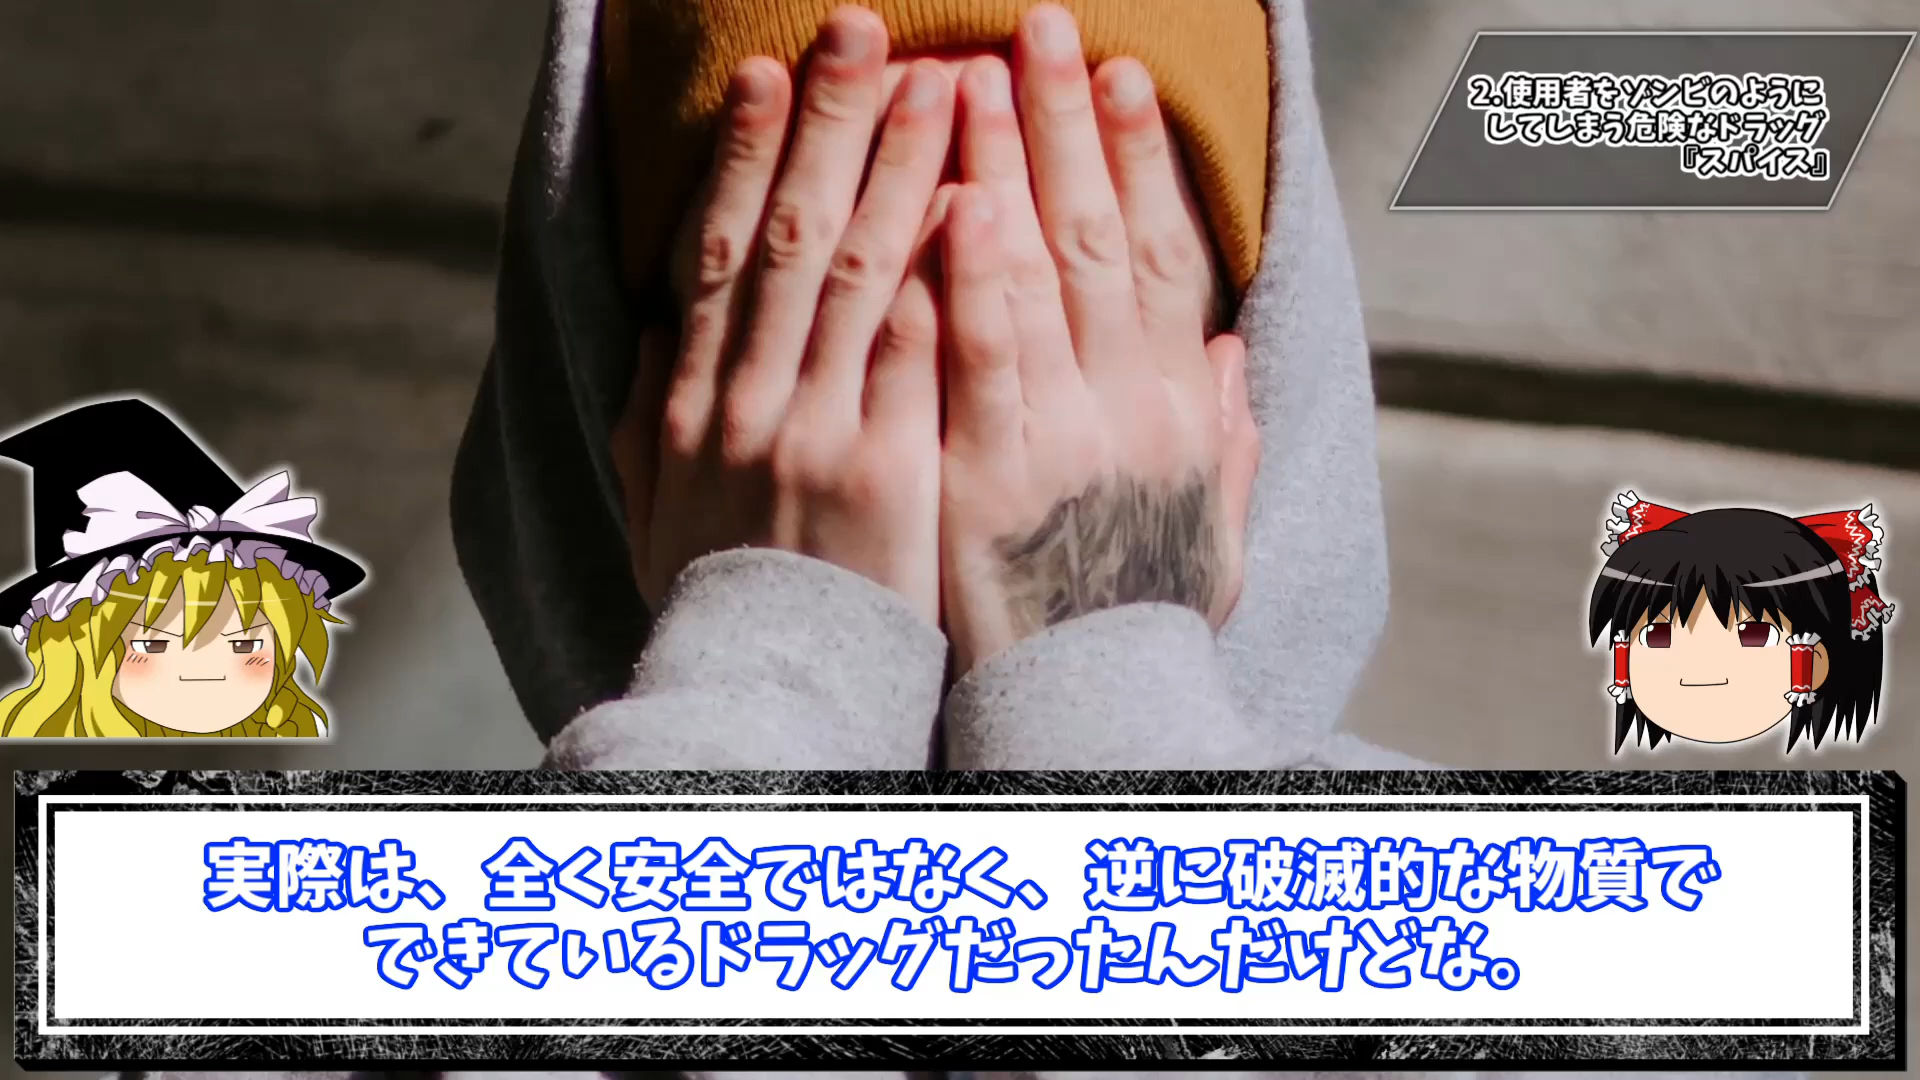 2.使用者をゾンビのように
してしまう危険なドラッグ
『スパイス』
実際は、全く安全ではなく、逆に破滅的な物質で
できているドラッグだったんだけどな。